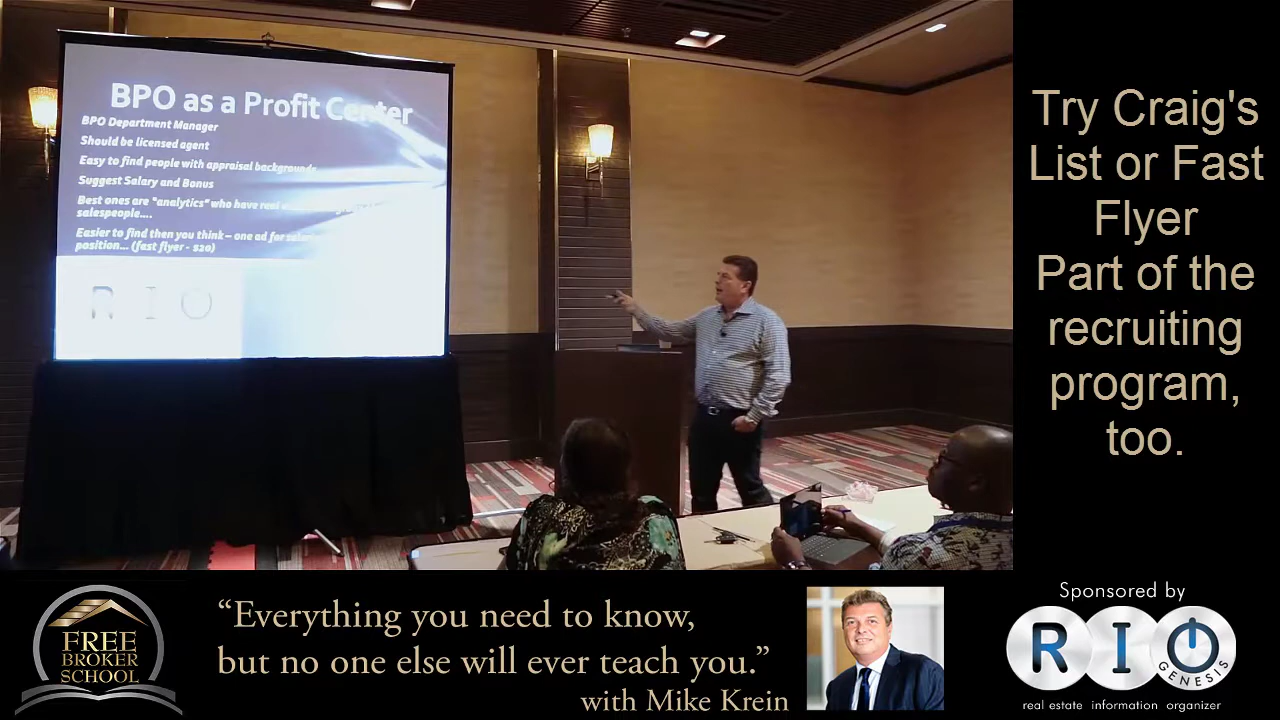 BPO as a Profit Center
BPO Department Manager
Should be licensed agent
Easy to find people with appraisal backgrounds
Suggest Salary and Bonus
Best ones are "analytics" who have real
salespeople....
Easier to find then you think – one ad for
position... (fast flyer - $20)
R I O
Try Craig's
List or Fast
Flyer
Part of the
recruiting
program,
too.
FREE
BROKER
SCHOOL
“Everything you need to know,
but no one else will ever teach you.”
with Mike Krein
Sponsored by
R I O
GENESIS
real estate information organizer